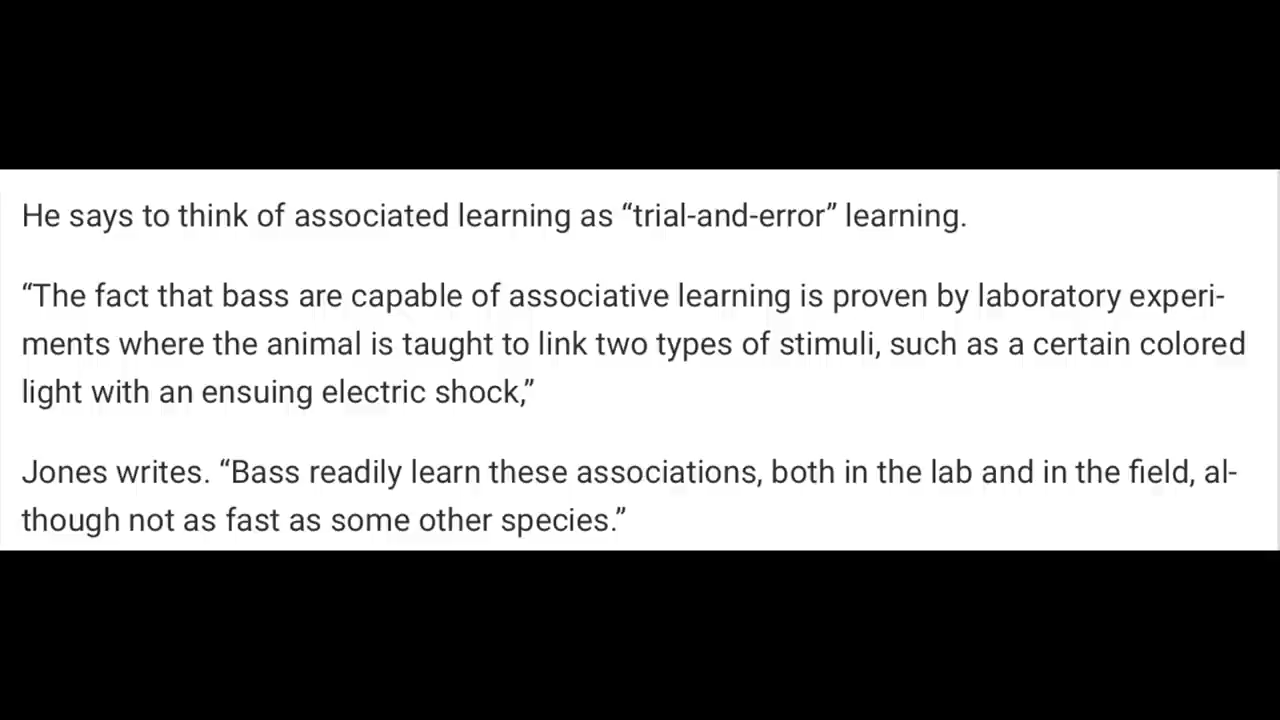 He says to think of associated learning as “trial-and-error” learning.
“The fact that bass are capable of associative learning is proven by laboratory experi-
ments where the animal is taught to link two types of stimuli, such as a certain colored
light with an ensuing electric shock,”
Jones writes. “Bass readily learn these associations, both in the lab and in the field, al-
though not as fast as some other species.”